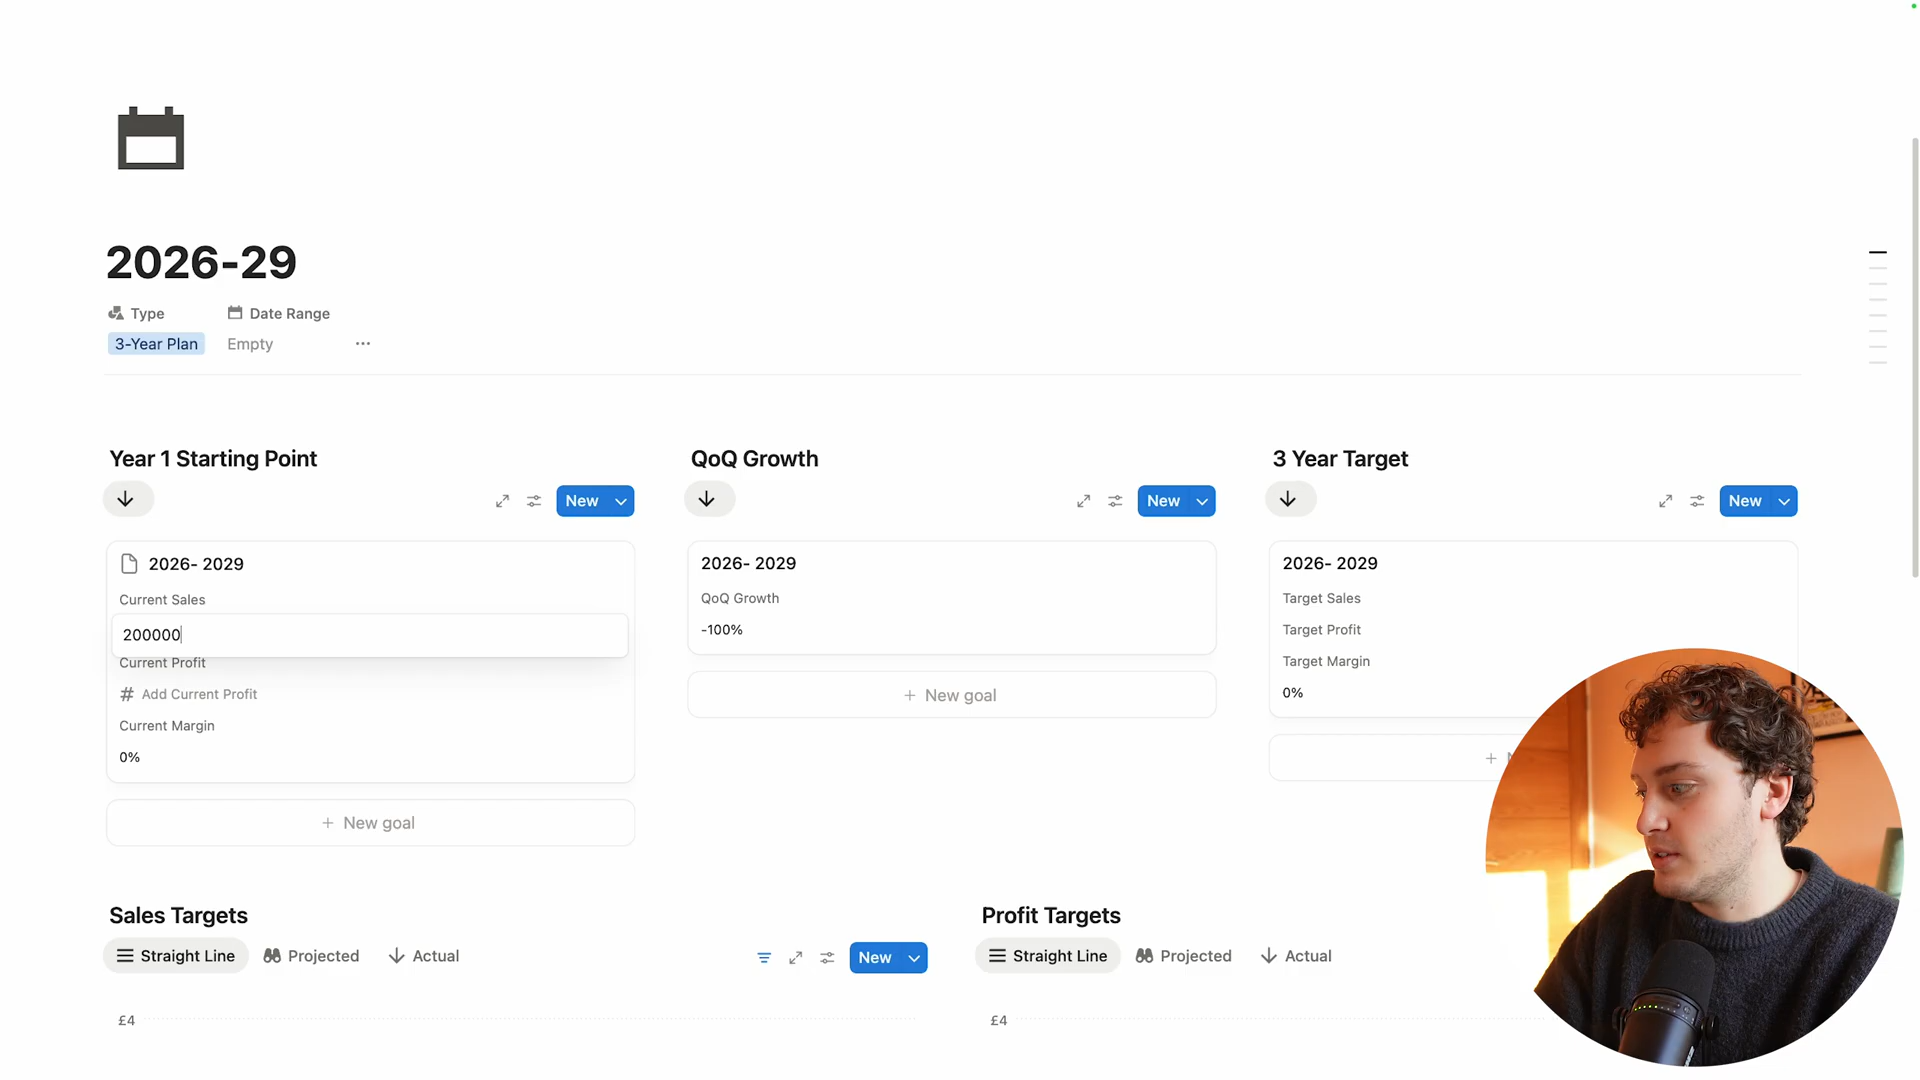 2026-29
Type
Date Range
3-Year Plan
Empty
Year 1 Starting Point
New
2026- 2029
Current Sales
200000
Current Profit
Add Current Profit
Current Margin
0%
+ New goal
QoQ Growth
New
2026- 2029
QoQ Growth
-100%
+ New goal
3 Year Target
New
2026- 2029
Target Sales
Target Profit
Target Margin
0%
+
Sales Targets
Straight Line
Projected
Actual
New
£4
Profit Targets
Straight Line
Projected
Actual
£4